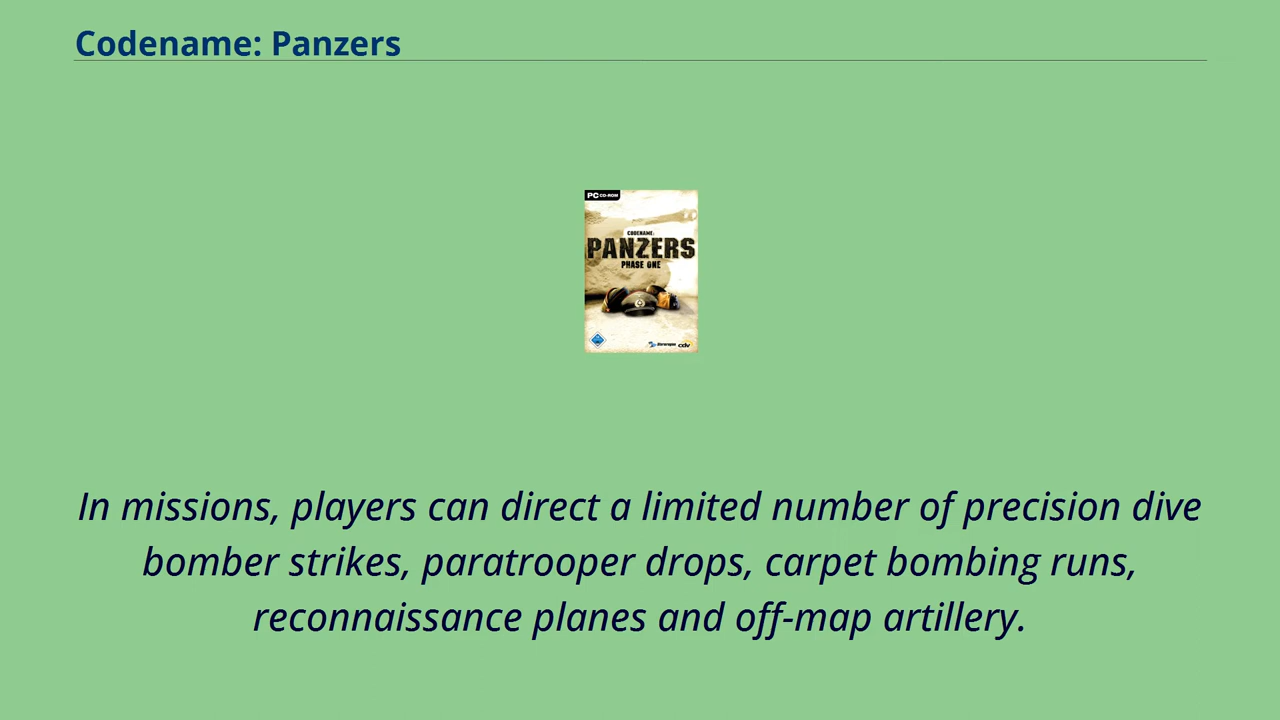 Codename: Panzers
PC CD-ROM
CODENAME:
PANZERS
PHASE ONE
cdv
In missions, players can direct a limited number of precision dive
bomber strikes, paratrooper drops, carpet bombing runs,
reconnaissance planes and off-map artillery.